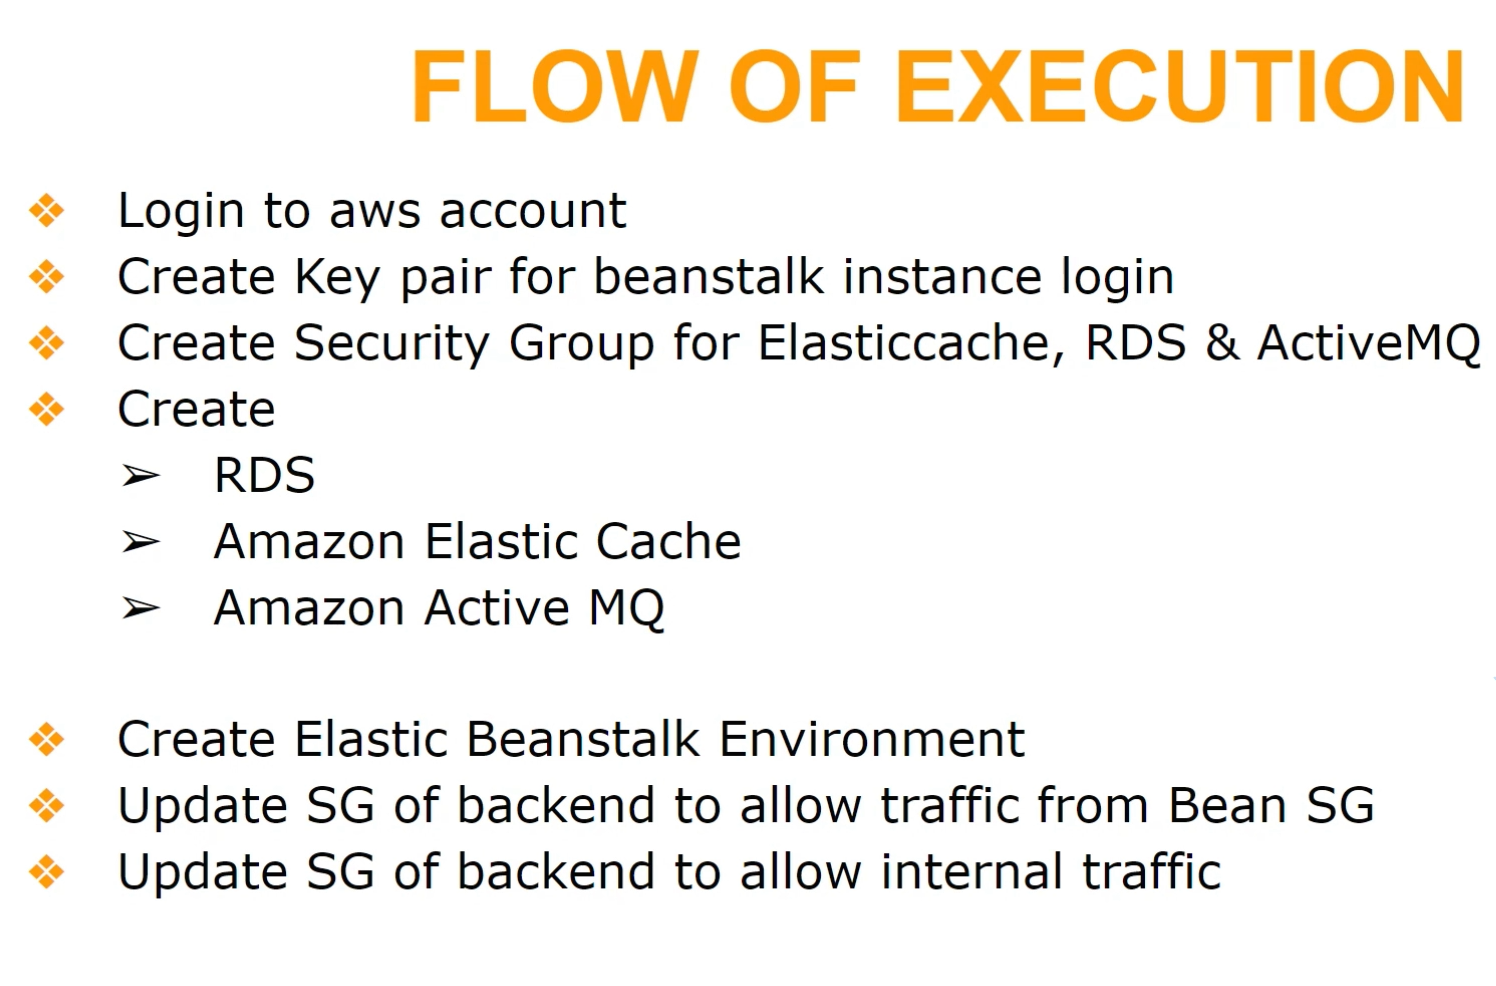 FLOW OF EXECUTION
❖ Login to aws account
❖ Create Key pair for beanstalk instance login
❖ Create Security Group for Elasticcache, RDS & ActiveMQ
❖ Create
➢ RDS
➢ Amazon Elastic Cache
➢ Amazon Active MQ
❖ Create Elastic Beanstalk Environment
❖ Update SG of backend to allow traffic from Bean SG
❖ Update SG of backend to allow internal traffic